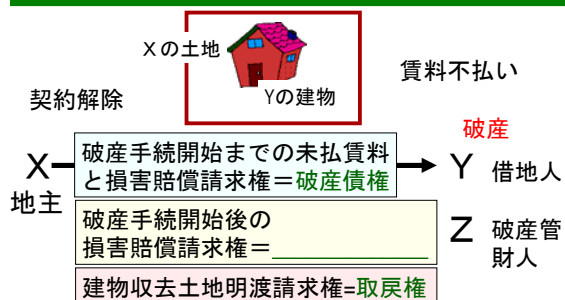 Xの土地
Yの建物
賃料不払い
契約解除
破産
X
地主
破産手続開始までの未払賃料
と損害賠償請求権＝破産債権
Y 借地人
破産手続開始後の
損害賠償請求権＝____________
Z 破産管
財人
建物収去土地明渡請求権=取戻権